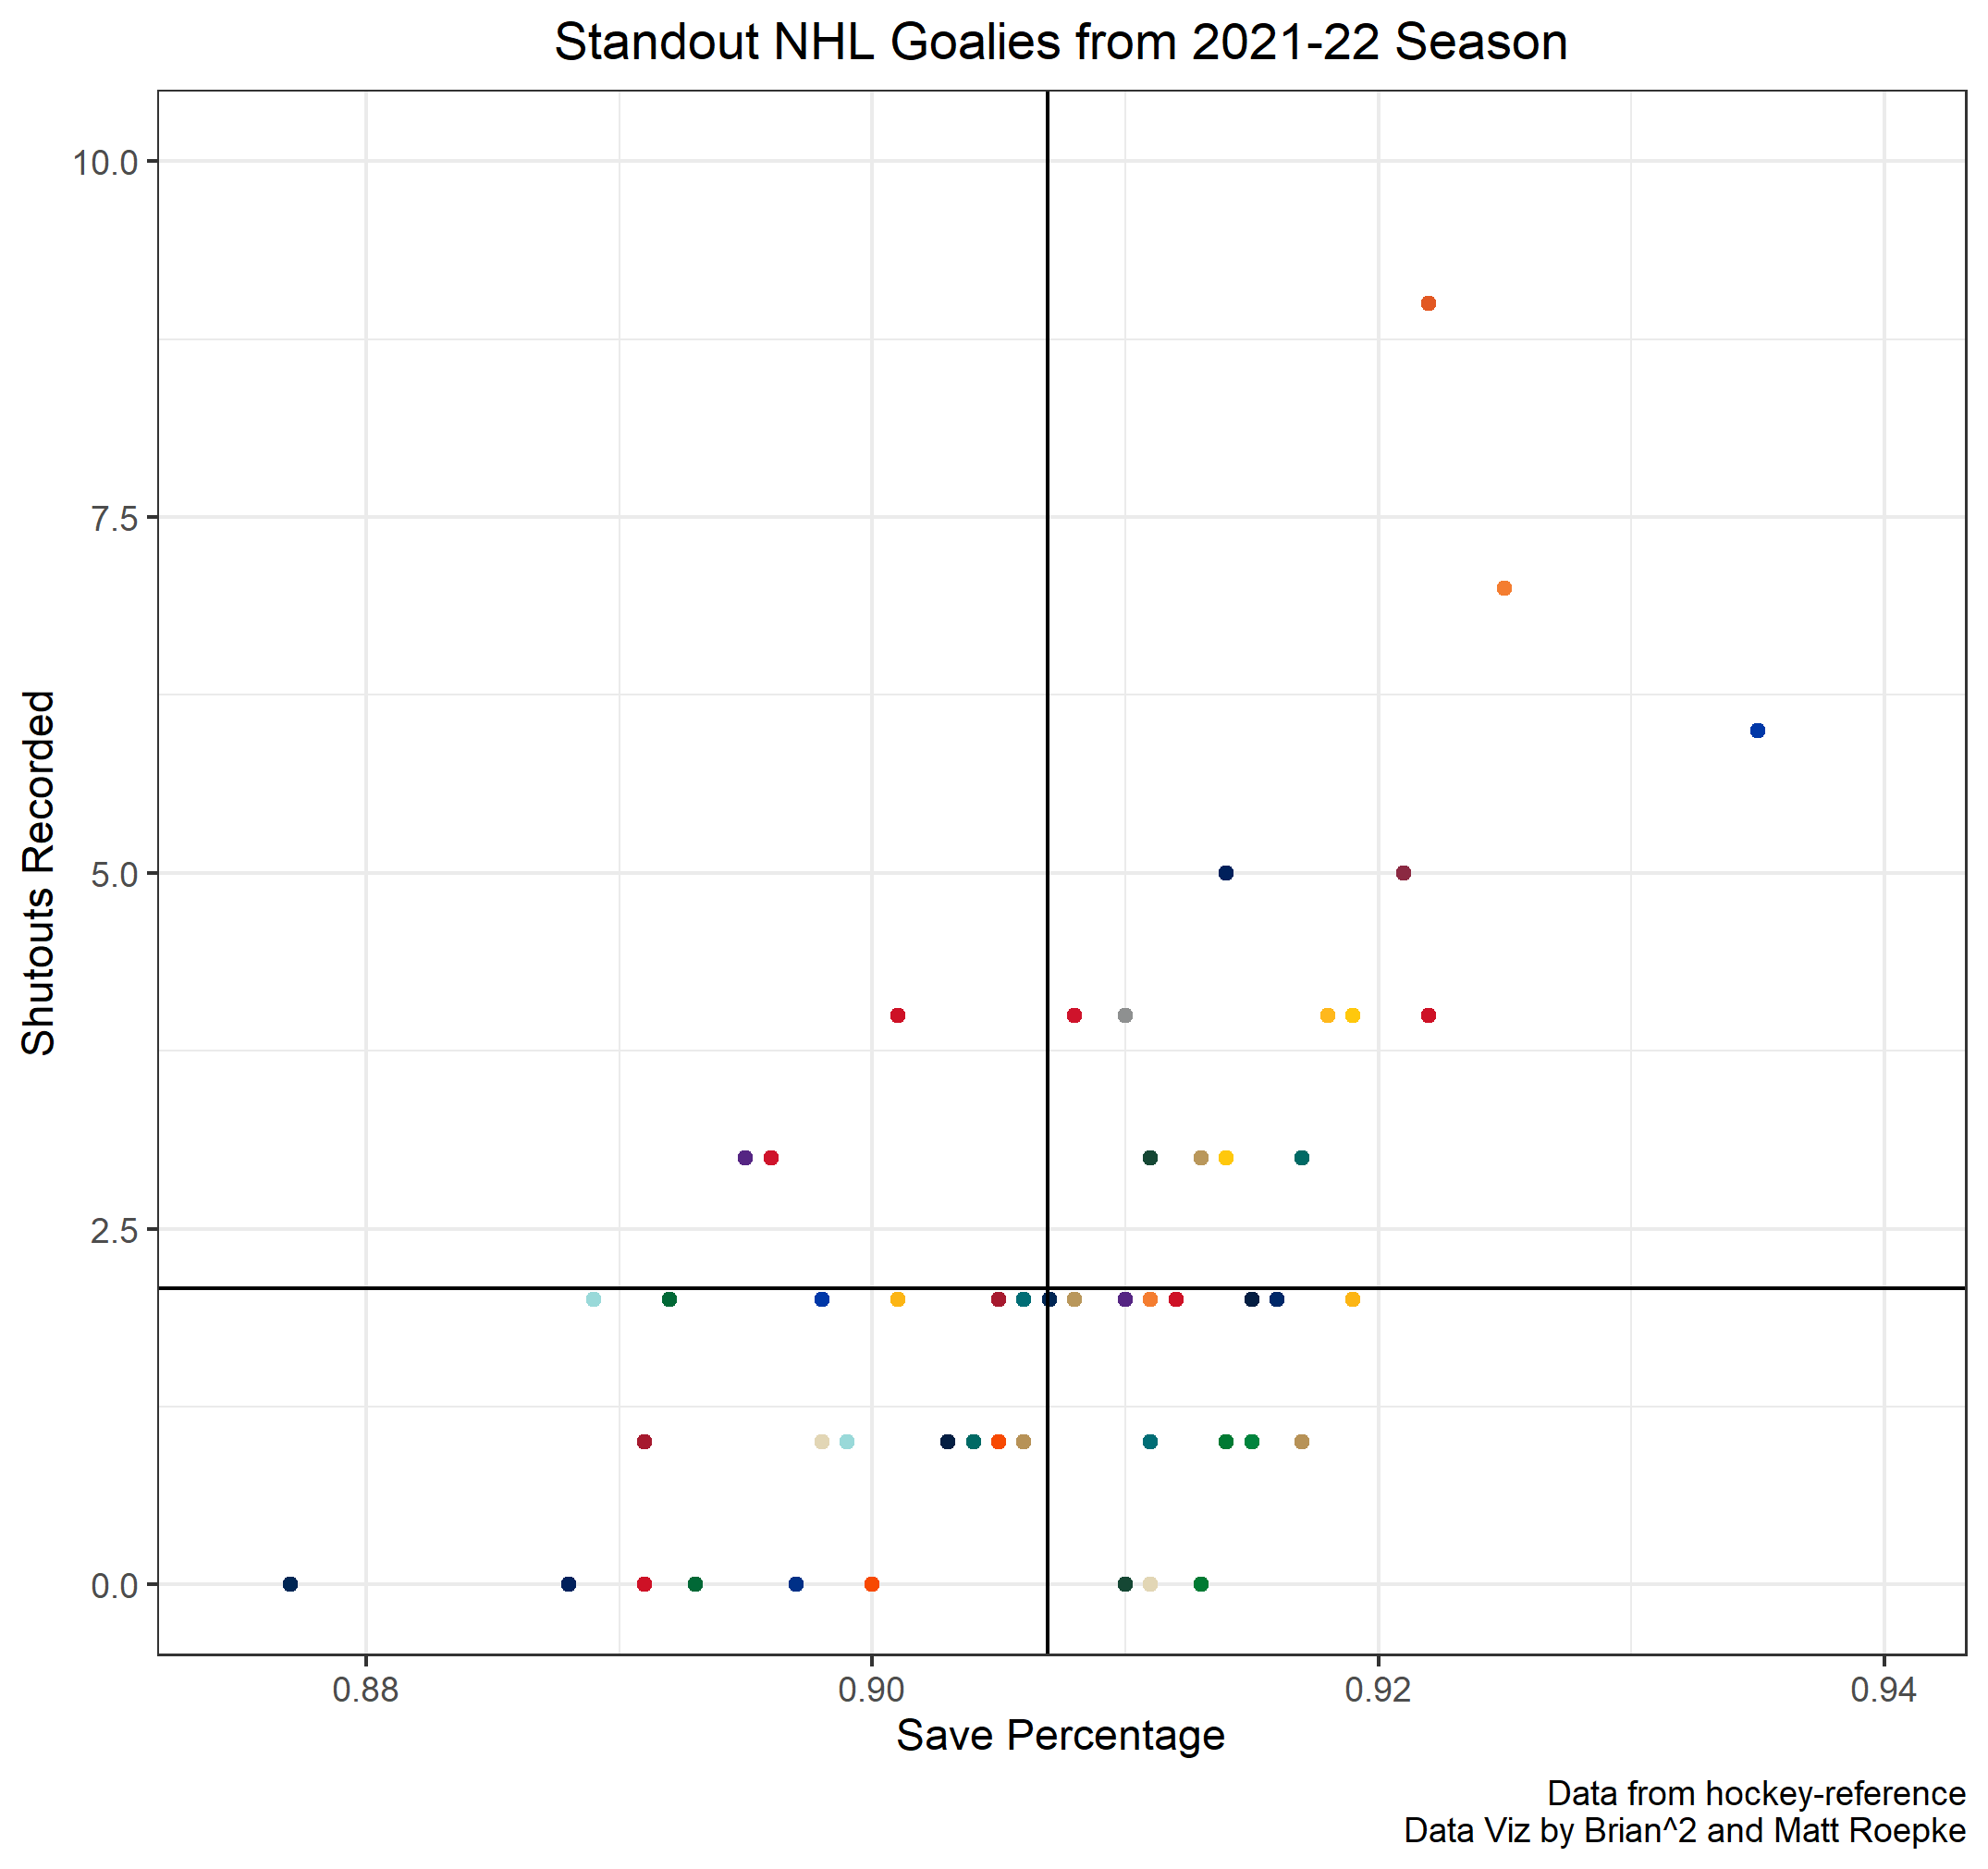 Standout NHL Goalies from 2021-22 Season
10.0
7.5
5.0
2.5
0.0
Shutouts Recorded
0.88 0.90 0.92 0.94
Save Percentage
Data from hockey-reference
Data Viz by Brian^2 and Matt Roepke